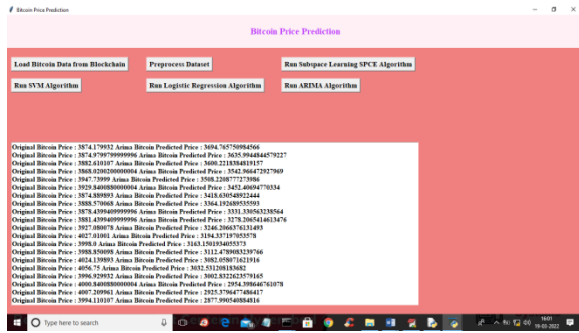 Bitcoin Price Prediction
Bitcoin Price Prediction
Load Bitcoin Data from Blockchain Preprocess Dataset Run Subspace Learning SPCE Algorithm
Run SVM Algorithm Run Logistic Regression Algorithm Run ARIMA Algorithm
Original Bitcoin Price : 3874.179932 Arima Bitcoin Predicted Price : 3694.765750984566
Original Bitcoin Price : 3874.9799799999996 Arima Bitcoin Predicted Price : 3635.9944844579227
Original Bitcoin Price : 3882.610107 Arima Bitcoin Predicted Price : 3600.2218384819157
Original Bitcoin Price : 3868.0200200000004 Arima Bitcoin Predicted Price : 3542.966472927969
Original Bitcoin Price : 3947.73999 Arima Bitcoin Predicted Price : 3508.2208777273986
Original Bitcoin Price : 3929.8400880000004 Arima Bitcoin Predicted Price : 3452.40694770334
Original Bitcoin Price : 3874.889893 Arima Bitcoin Predicted Price : 3418.630548922444
Original Bitcoin Price : 3888.570068 Arima Bitcoin Predicted Price : 3364.192689535593
Original Bitcoin Price : 3878.4399409999996 Arima Bitcoin Predicted Price : 3331.330563238564
Original Bitcoin Price : 3881.4399409999996 Arima Bitcoin Predicted Price : 3278.2065414613476
Original Bitcoin Price : 3927.080078 Arima Bitcoin Predicted Price : 3246.2066376131493
Original Bitcoin Price : 4027.01001 Arima Bitcoin Predicted Price : 3194.337197053578
Original Bitcoin Price : 3998.0 Arima Bitcoin Predicted Price : 3163.1501934055373
Original Bitcoin Price : 3988.850098 Arima Bitcoin Predicted Price : 3112.4789083239766
Original Bitcoin Price : 4024.139893 Arima Bitcoin Predicted Price : 3082.058071621916
Original Bitcoin Price : 4056.75 Arima Bitcoin Predicted Price : 3032.531208183682
Original Bitcoin Price : 3996.929932 Arima Bitcoin Predicted Price : 3002.8322623579165
Original Bitcoin Price : 4000.8400880000004 Arima Bitcoin Predicted Price : 2954.398646761078
Original Bitcoin Price : 4007.209961 Arima Bitcoin Predicted Price : 2925.3796477486417
Original Bitcoin Price : 3994.110107 Arima Bitcoin Predicted Price : 2877.990540884816
Type here to search
16:01
19-03-2022